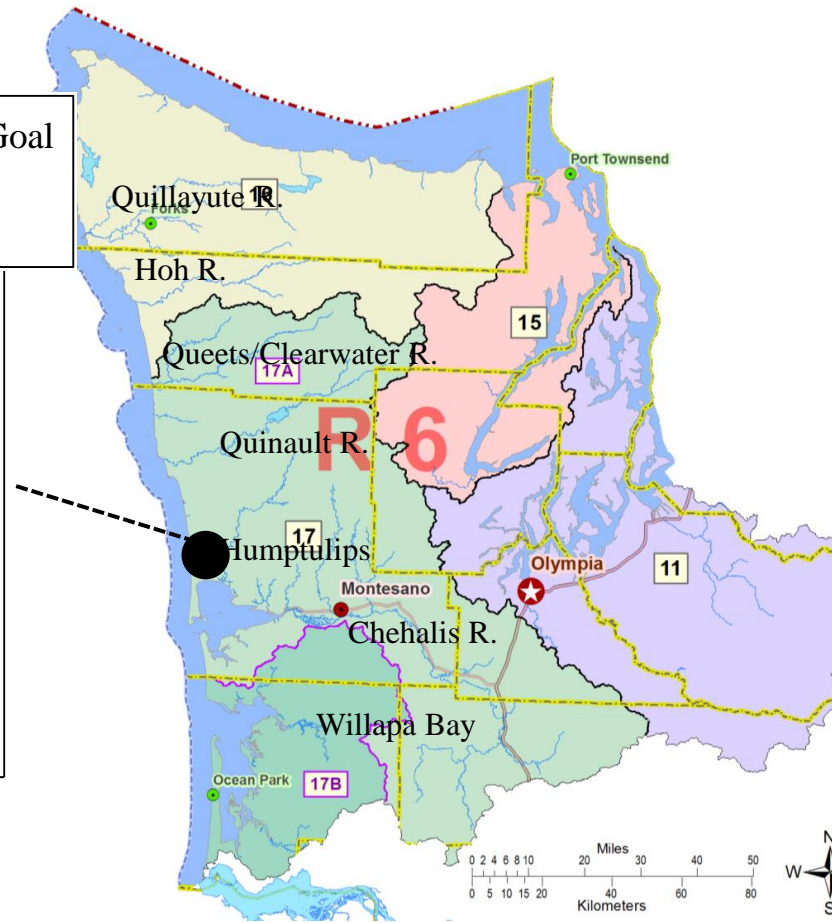 Goal
Port Townsend
Quillayute R.
Forks
Hoh R.
15
Queets/Clearwater R.
17A
R 6
Quinault R.
17
Humptulips
Olympia
11
Montesano
Chehalis R.
Willapa Bay
Ocean Park
17B
Miles
0 2 4 6 8 10 20 30 40 50
0 5 10 15 20 40 60 80
Kilometers
N
W
S